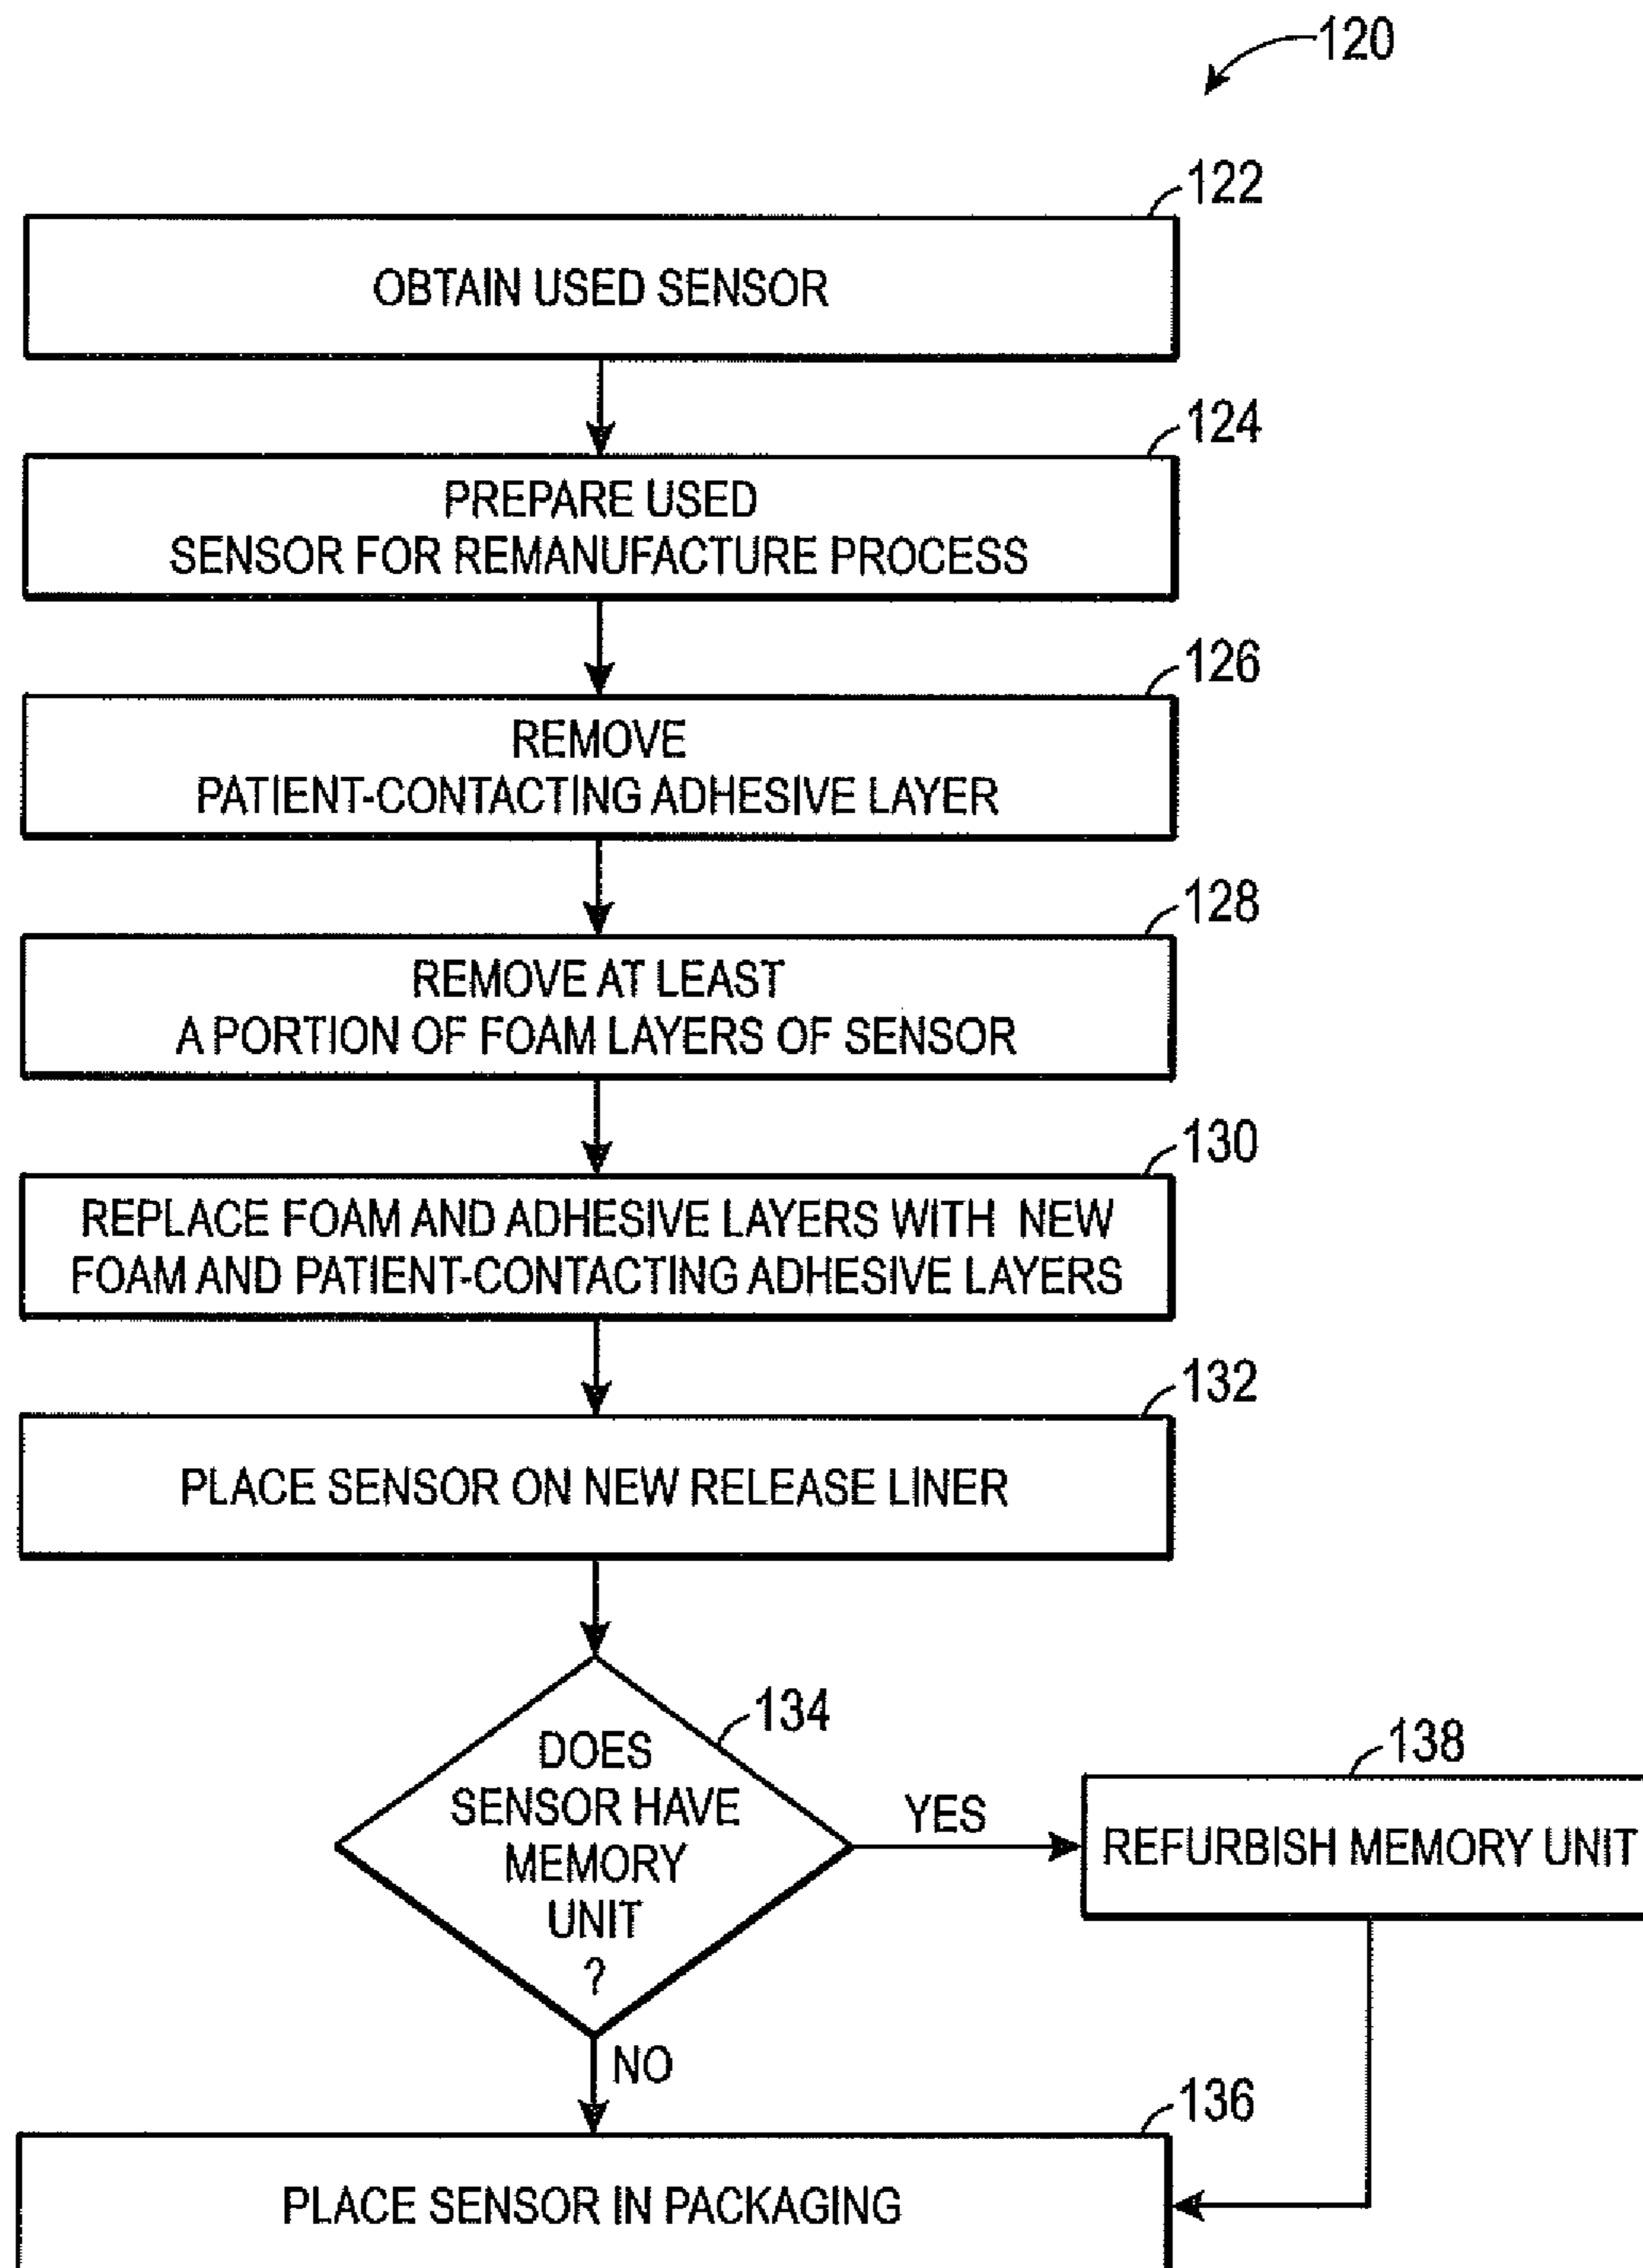 120
122
OBTAIN USED SENSOR
124
PREPARE USED
SENSOR FOR REMANUFACTURE PROCESS
126
REMOVE
PATIENT-CONTACTING ADHESIVE LAYER
128
REMOVE AT LEAST
A PORTION OF FOAM LAYERS OF SENSOR
130
REPLACE FOAM AND ADHESIVE LAYERS WITH NEW
FOAM AND PATIENT-CONTACTING ADHESIVE LAYERS
132
PLACE SENSOR ON NEW RELEASE LINER
134
DOES
SENSOR HAVE
MEMORY
UNIT
?
YES
138
REFURBISH MEMORY UNIT
NO
136
PLACE SENSOR IN PACKAGING